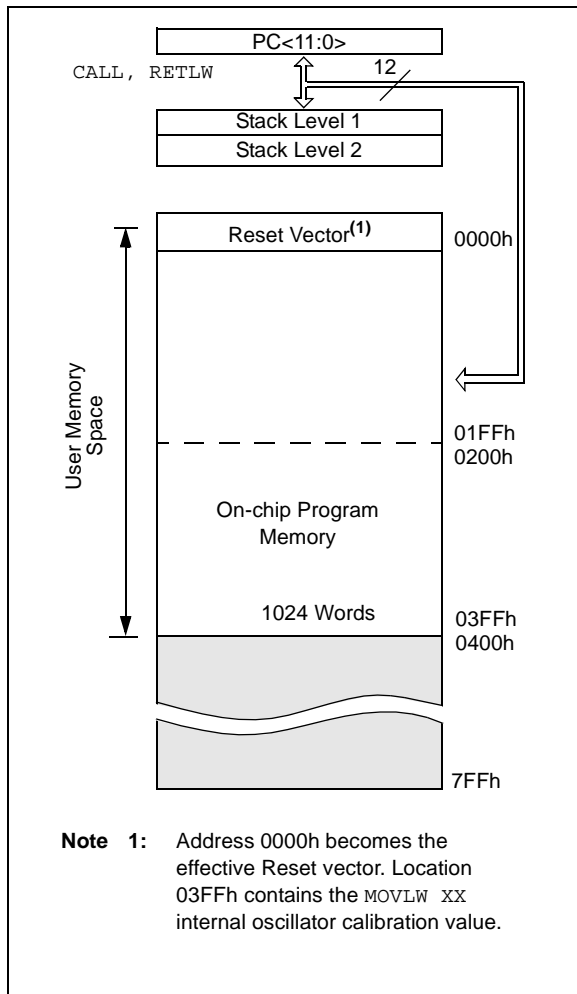 PC<11:0>
CALL, RETLW
12
Stack Level 1
Stack Level 2
Reset Vector(1)
0000h
User Memory
Space
01FFh
0200h
On-chip Program
Memory
1024 Words
03FFh
0400h
7FFh
Note 1: Address 0000h becomes the
effective Reset vector. Location
03FFh contains the MOVLW XX
internal oscillator calibration value.